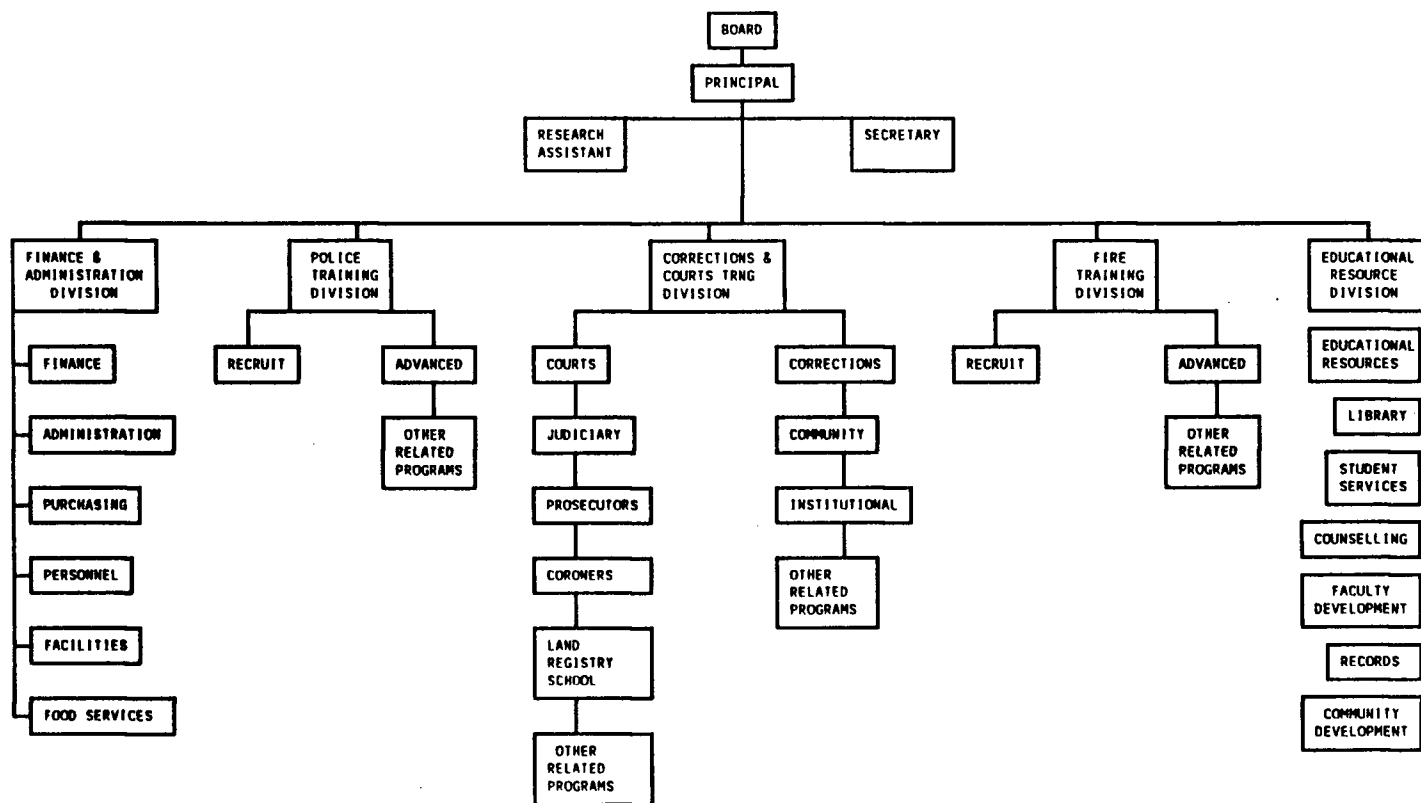 BOARD
PRINCIPAL
RESEARCH
ASSISTANT
SECRETARY
FINANCE &
ADMINISTRATION
DIVISION
FINANCE
ADMINISTRATION
PURCHASING
PERSONNEL
FACILITIES
FOOD SERVICES
POLICE
TRAINING
DIVISION
RECRUIT
ADVANCED
OTHER
RELATED
PROGRAMS
CORRECTIONS &
COURTS TRNG
DIVISION
COURTS
JUDICIARY
PROSECUTORS
CORONERS
LAND
REGISTRY
SCHOOL
OTHER
RELATED
PROGRAMS
CORRECTIONS
COMMUNITY
INSTITUTIONAL
OTHER
RELATED
PROGRAMS
FIRE
TRAINING
DIVISION
RECRUIT
ADVANCED
OTHER
RELATED
PROGRAMS
EDUCATIONAL
RESOURCE
DIVISION
EDUCATIONAL
RESOURCES
LIBRARY
STUDENT
SERVICES
COUNSELLING
FACULTY
DEVELOPMENT
RECORDS
COMMUNITY
DEVELOPMENT